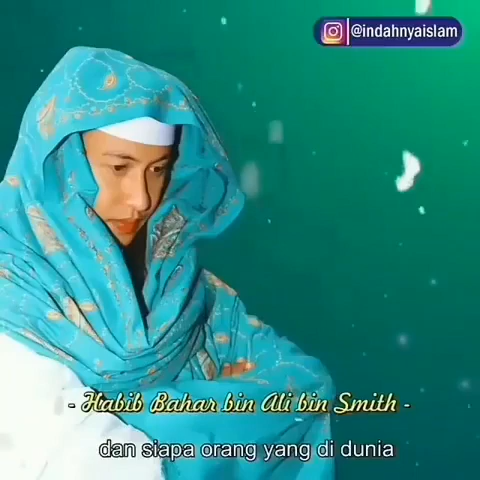 @indahnyaislam
- Habib Bahar bin Ali bin Smith -
dan siapa orang yang di dunia